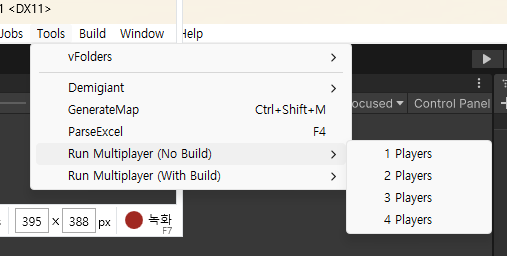 1 <DX11>
Jobs Tools Build Window Help
vFolders
Demigiant
GenerateMap Ctrl+Shift+M
ocused Control Panel
ParseExcel F4
Run Multiplayer (No Build)
1 Players
Run Multiplayer (With Build)
2 Players
3 Players
4 Players
395 x 388 px 녹화
F7